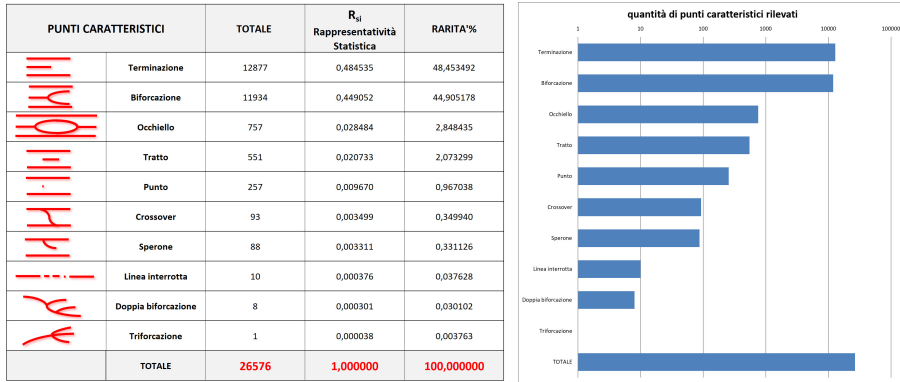 PUNTI CARATTERISTICI TOTALE Rsi Rappresentatività Statistica RARITA'%
Terminazione 12877 0,484535 48,453492
Biforcazione 11934 0,449052 44,905178
Occhiello 757 0,028484 2,848435
Tratto 551 0,020733 2,073299
Punto 257 0,009670 0,967038
Crossover 93 0,003499 0,349940
Sperone 88 0,003311 0,331126
Linea interrotta 10 0,000376 0,037628
Doppia biforcazione 8 0,000301 0,030102
Triforcazione 1 0,000038 0,003763
TOTALE 26576 1,000000 100,000000
quantità di punti caratteristici rilevati
1 10 100 1000 10000 100000
Terminazione
Biforcazione
Occhiello
Tratto
Punto
Crossover
Sperone
Linea interrotta
Doppia biforcazione
Triforcazione
TOTALE